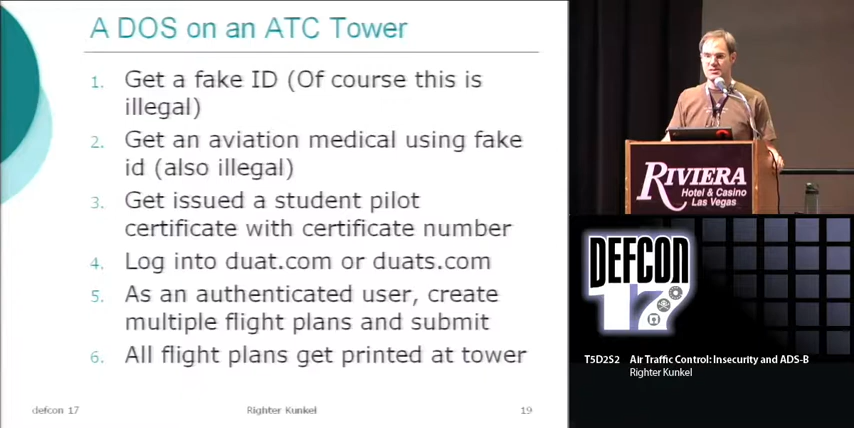 A DOS on an ATC Tower
1. Get a fake ID (Of course this is
illegal)
2. Get an aviation medical using fake
id (also illegal)
3. Get issued a student pilot
certificate with certificate number
4. Log into duat.com or duats.com
5. As an authenticated user, create
multiple flight plans and submit
6. All flight plans get printed at tower
defcon 17
Righter Kunkel
19
RIVIERA
Hotel & Casino
Las Vegas
DEFCON
17
T5D2S2 Air Traffic Control: Insecurity and ADS-B
Righter Kunkel